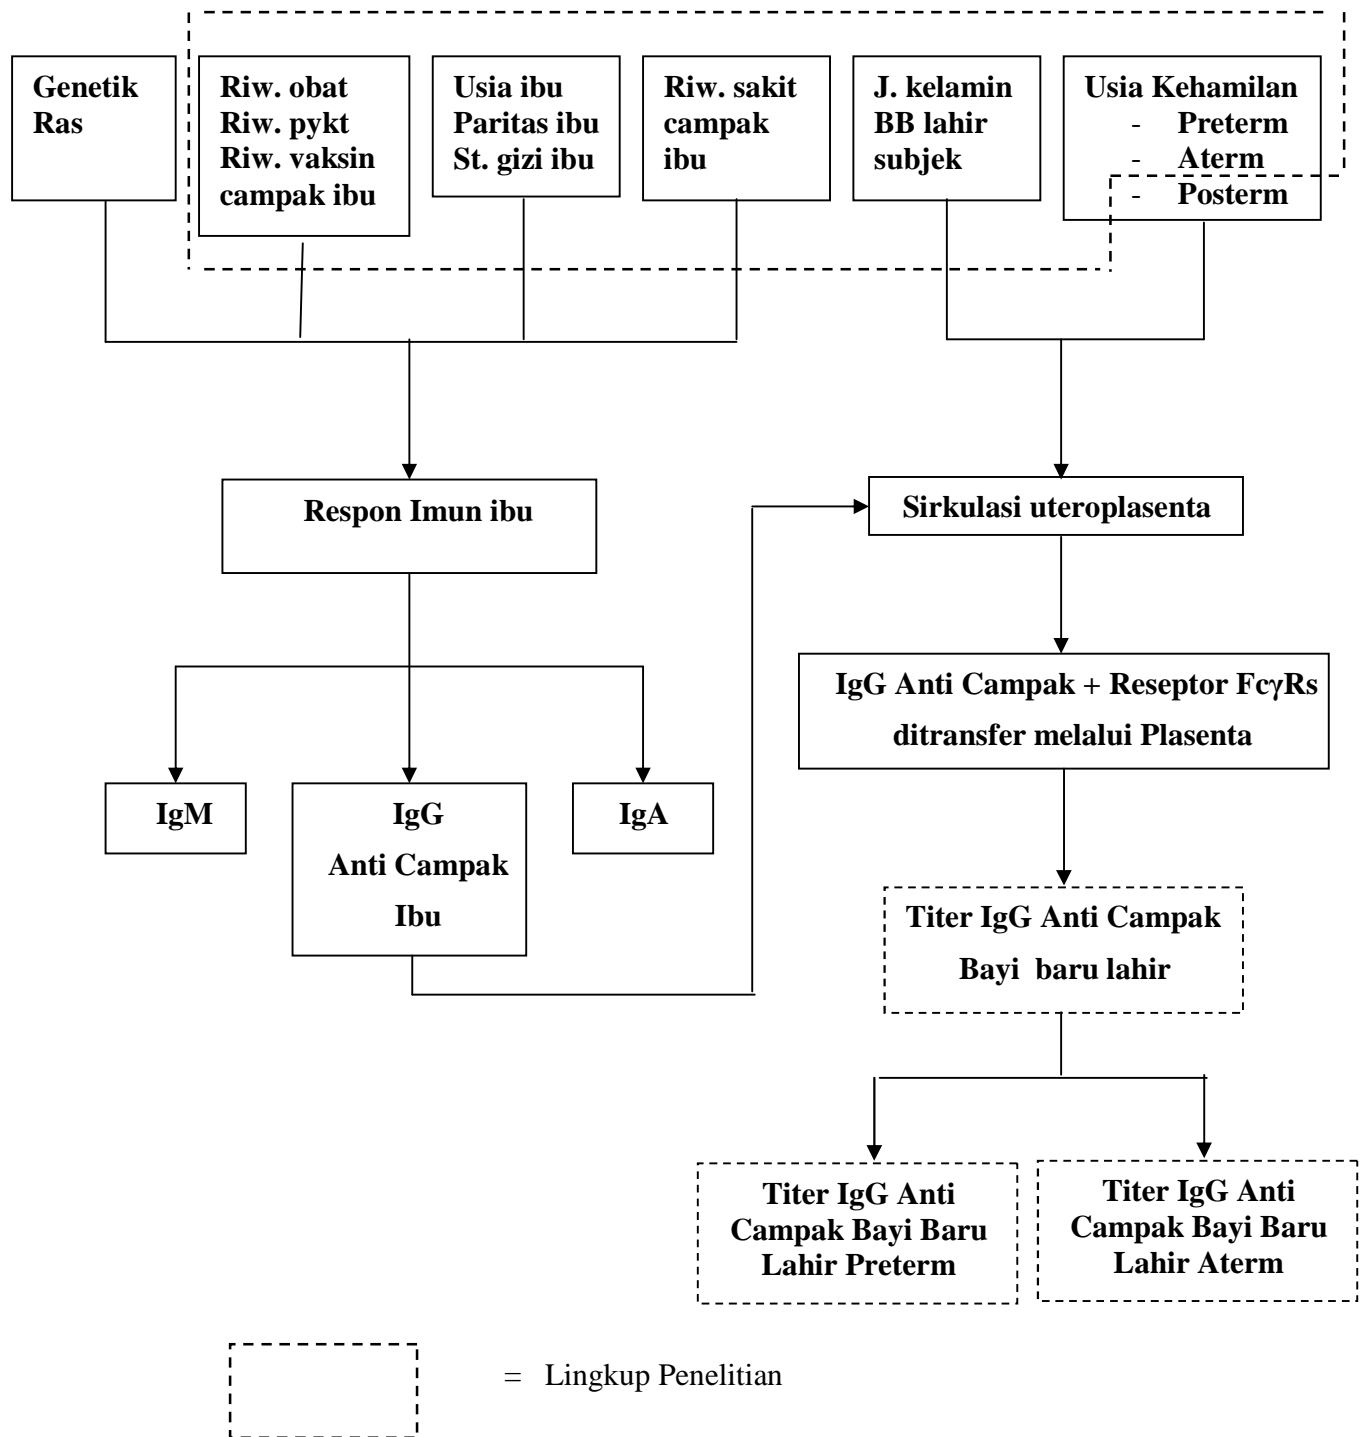 Genetik
Ras
Riw. obat
Riw. pykt
Riw. vaksin
campak ibu
Usia ibu
Paritas ibu
St. gizi ibu
Riw. sakit
campak
ibu
J. kelamin
BB lahir
subjek
Usia Kehamilan
- Preterm
- Aterm
- Posterm
Respon Imun ibu
Sirkulasi uteroplasenta
IgG Anti Campak + Reseptor FcγRs
ditransfer melalui Plasenta
IgM
IgG
Anti Campak
Ibu
IgA
Titer IgG Anti Campak
Bayi baru lahir
Titer IgG Anti
Campak Bayi Baru
Lahir Preterm
Titer IgG Anti
Campak Bayi Baru
Lahir Aterm
= Lingkup Penelitian